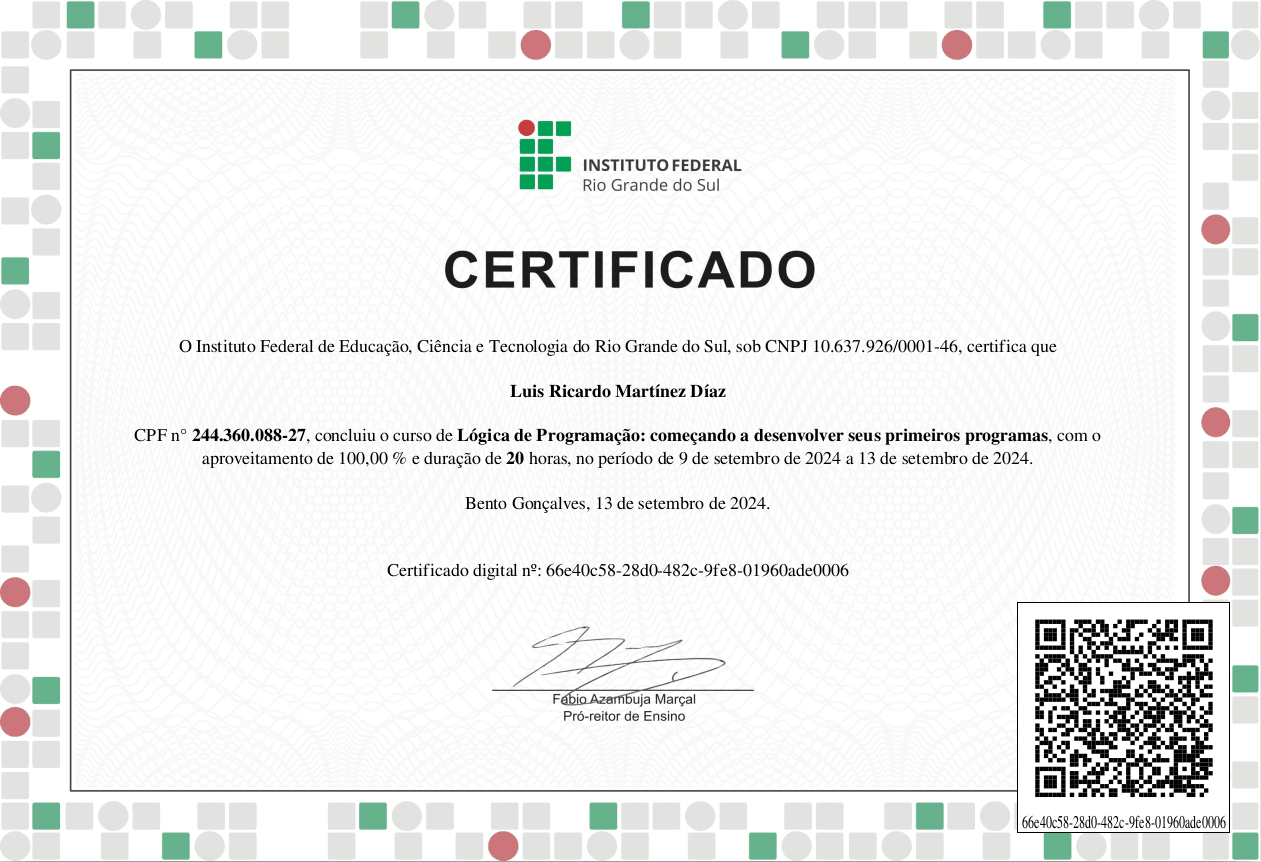 INSTITUTO FEDERAL
Rio Grande do Sul
CERTIFICADO
O Instituto Federal de Educação, Ciência e Tecnologia do Rio Grande do Sul, sob CNPJ 10.637.926/0001-46, certifica que
Luis Ricardo Martínez Díaz
CPF n° 244.360.088-27, concluiu o curso de Lógica de Programação: começando a desenvolver seus primeiros programas, com o
aproveitamento de 100,00 % e duração de 20 horas, no período de 9 de setembro de 2024 a 13 de setembro de 2024.
Bento Gonçalves, 13 de setembro de 2024.
Certificado digital nº: 66e40c58-28d0-482c-9fe8-01960ade0006
Fábio Azambuja Marçal
Pró-reitor de Ensino
66e40c58-28d0-482c-9fe8-01960ade0006